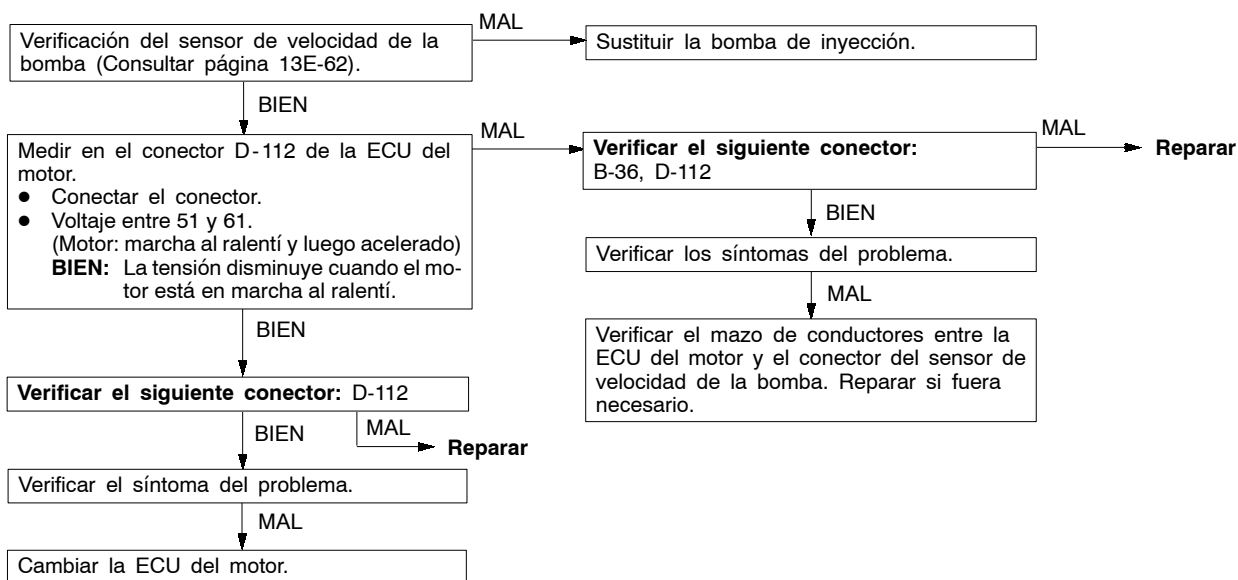 Verificación del sensor de velocidad de la
bomba (Consultar página 13E-62).
MAL
Sustituir la bomba de inyección.
BIEN
Medir en el conector D-112 de la ECU del
motor.
● Conectar el conector.
● Voltaje entre 51 y 61.
(Motor: marcha al ralentí y luego acelerado)
BIEN: La tensión disminuye cuando el mo-
tor está en marcha al ralentí.
MAL
Verificar el siguiente conector:
B-36, D-112
MAL
Reparar
BIEN
Verificar los síntomas del problema.
MAL
Verificar el mazo de conductores entre la
ECU del motor y el conector del sensor de
velocidad de la bomba. Reparar si fuera
necesario.
BIEN
Verificar el siguiente conector: D-112
BIEN
MAL
Reparar
Verificar el síntoma del problema.
MAL
Cambiar la ECU del motor.